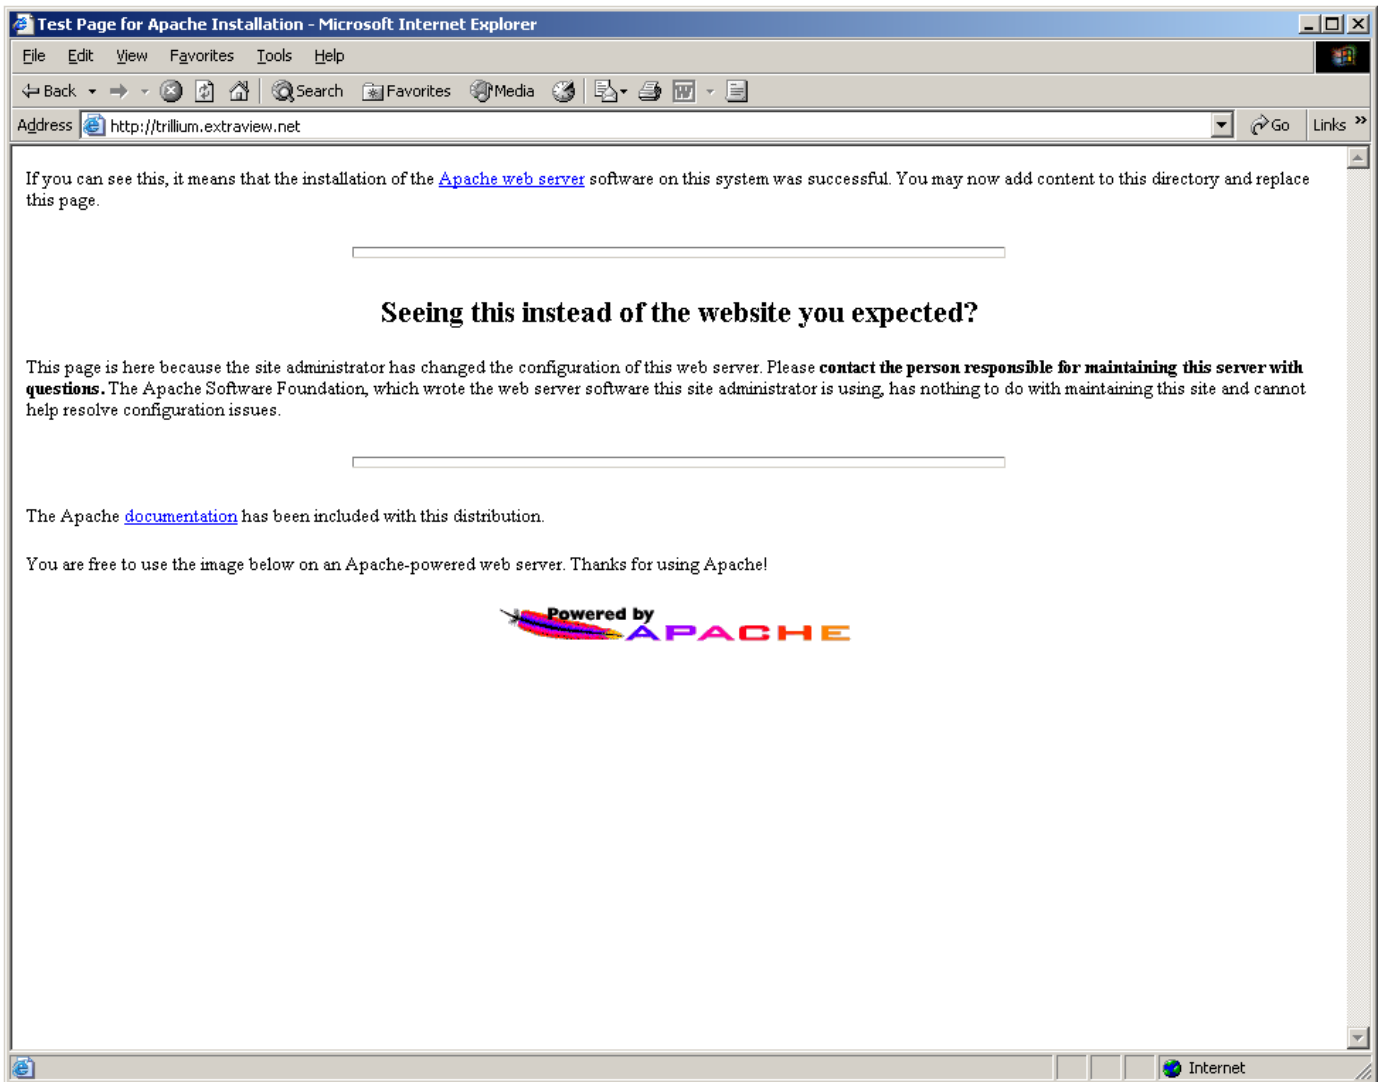 Test Page for Apache Installation - Microsoft Internet Explorer
File Edit View Favorites Tools Help
Back Search Favorites Media
Address http://trillium.extraview.net Go Links »
If you can see this, it means that the installation of the Apache web server software on this system was successful. You may now add content to this directory and replace
this page.
Seeing this instead of the website you expected?
This page is here because the site administrator has changed the configuration of this web server. Please contact the person responsible for maintaining this server with
questions. The Apache Software Foundation, which wrote the web server software this site administrator is using, has nothing to do with maintaining this site and cannot
help resolve configuration issues.
The Apache documentation has been included with this distribution.
You are free to use the image below on an Apache-powered web server. Thanks for using Apache!
Powered by
APACHE
Internet